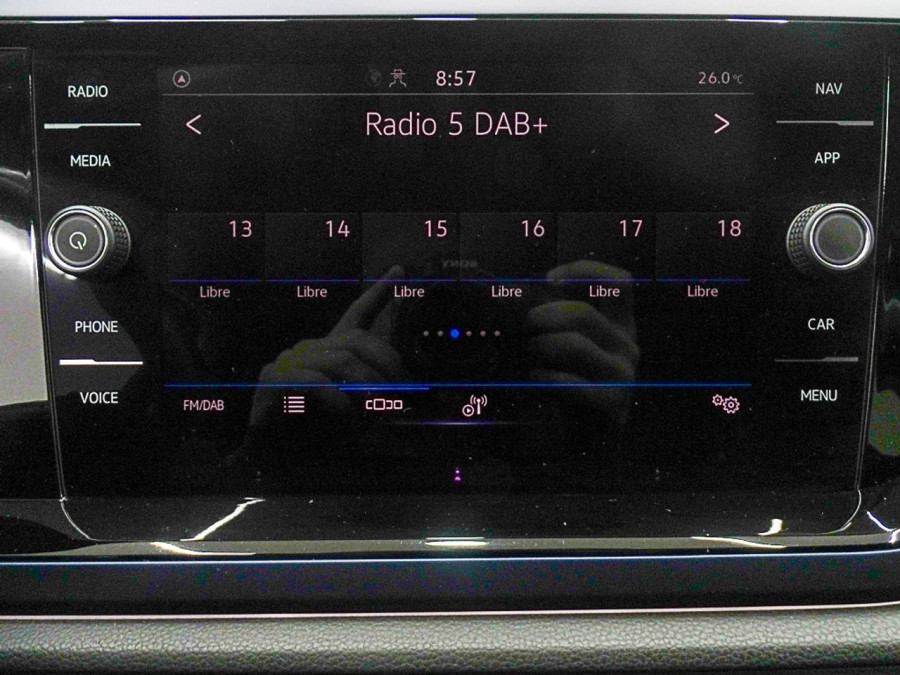 RADIO
MEDIA
PHONE
VOICE
8:57
26.0°C
< Radio 5 DAB+ >
13 14 15 16 17 18
Libre Libre Libre Libre Libre Libre
FM/DAB
NAV
APP
CAR
MENU